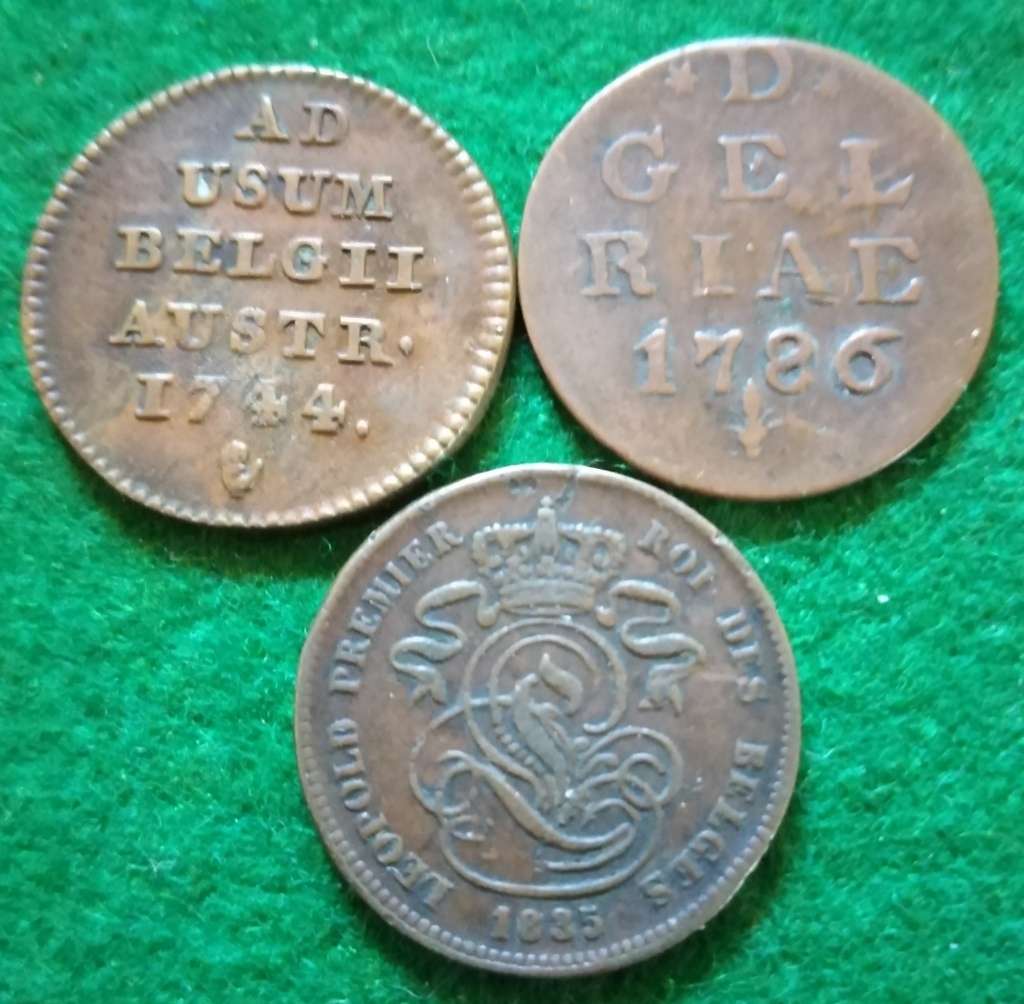 AD
USUM
BELGII
AUSTR.
1744.
* D *
GEL
RIAE
1786
LEOPOLD PREMIER ROI DES BELGES
1835